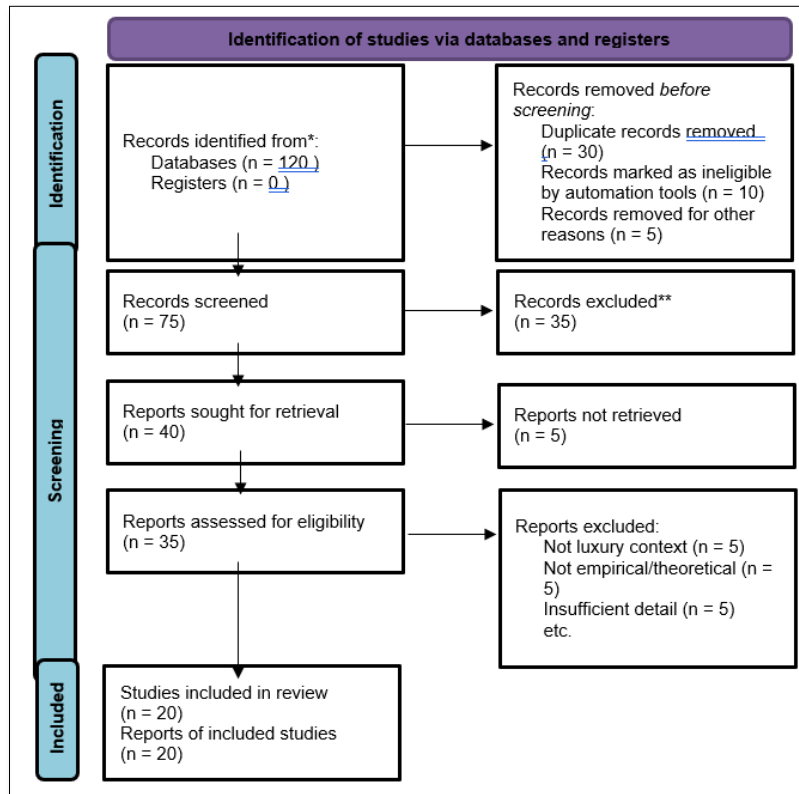 Identification of studies via databases and registers
Identification
Records identified from*:
Databases (n = 120 )
Registers (n = 0 )
Records removed before
screening:
Duplicate records removed
(n = 30)
Records marked as ineligible
by automation tools (n = 10)
Records removed for other
reasons (n = 5)
Screening
Records screened
(n = 75)
Records excluded**
(n = 35)
Reports sought for retrieval
(n = 40)
Reports not retrieved
(n = 5)
Reports assessed for eligibility
(n = 35)
Reports excluded:
Not luxury context (n = 5)
Not empirical/theoretical (n =
5)
Insufficient detail (n = 5)
etc.
Included
Studies included in review
(n = 20)
Reports of included studies
(n = 20)